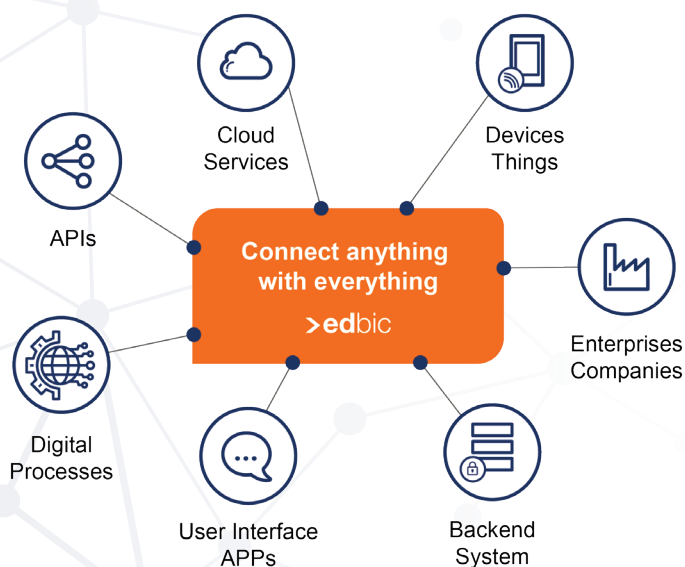 Cloud
Services
Devices
Things
APIs
Connect anything
with everything
>edbic
Enterprises
Companies
Digital
Processes
User Interface
APPs
Backend
System